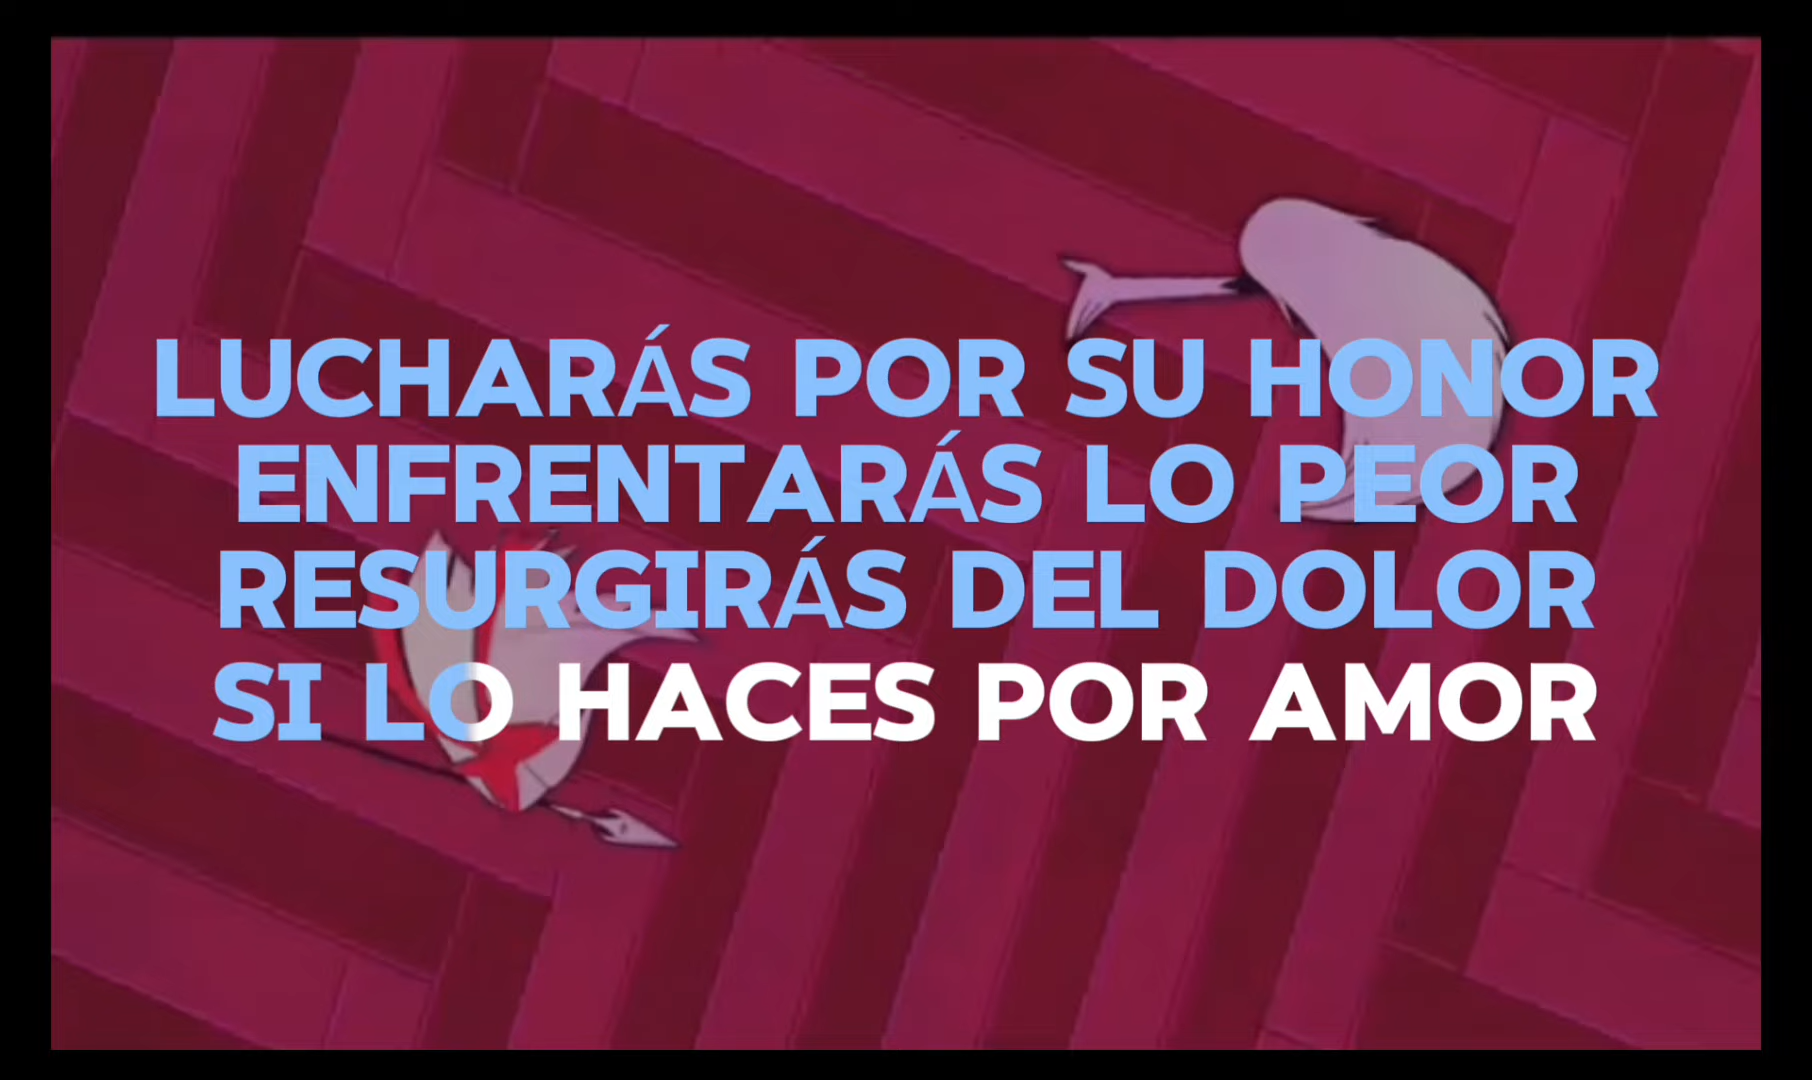 LUCHARÁS POR SU HONOR
ENFRENTARÁS LO PEOR
RESURGIRÁS DEL DOLOR
SI LO HACES POR AMOR